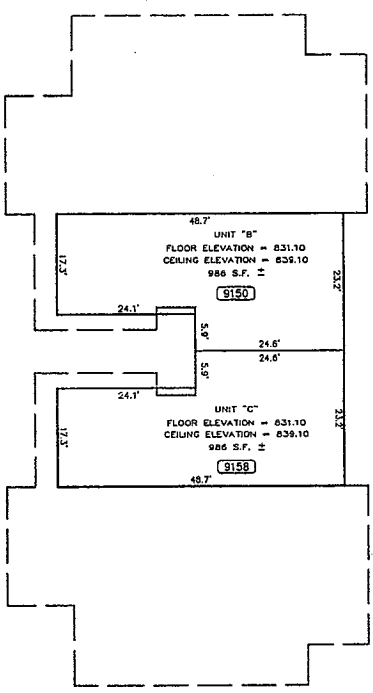 48.7'
UNIT "B"
FLOOR ELEVATION = 831.10
CEILING ELEVATION = 839.10
986 S.F. ±
9150
17.3'
23.2'
24.1'
5.9'
24.6'
24.6'
5.9'
24.1'
UNIT "C"
FLOOR ELEVATION = 831.10
CEILING ELEVATION = 839.10
986 S.F. ±
9158
17.3'
23.2'
48.7'